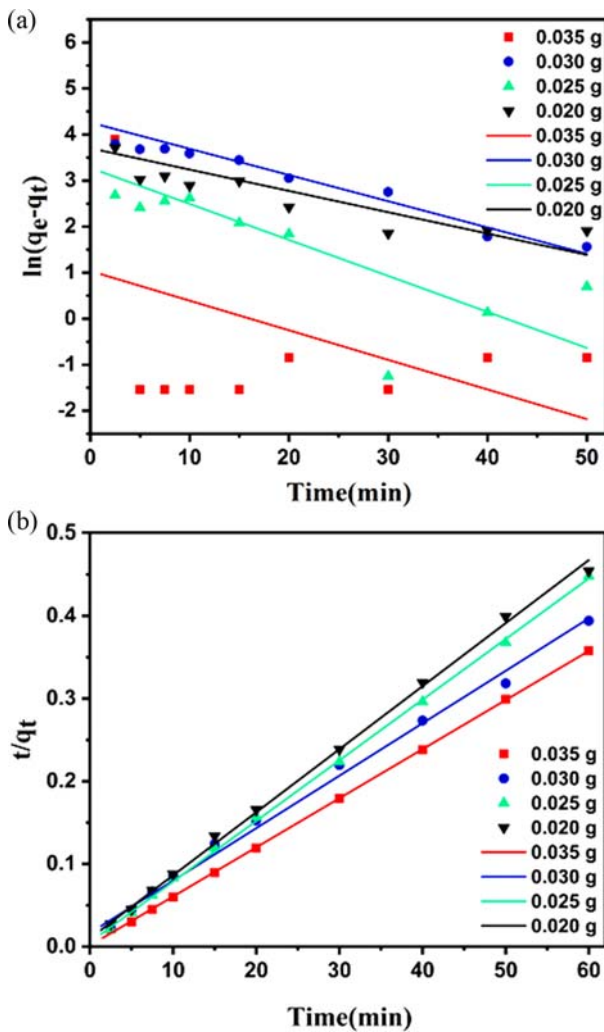 (a)
6
5
4
3
2
1
0
-1
-2
ln(qe-qt)
0.035 g
0.030 g
0.025 g
0.020 g
0.035 g
0.030 g
0.025 g
0.020 g
0 10 20 30 40 50
Time(min)
(b)
0.5
0.4
0.3
0.2
0.1
0.0
t/qt
0.035 g
0.030 g
0.025 g
0.020 g
0.035 g
0.030 g
0.025 g
0.020 g
0 10 20 30 40 50 60
Time(min)